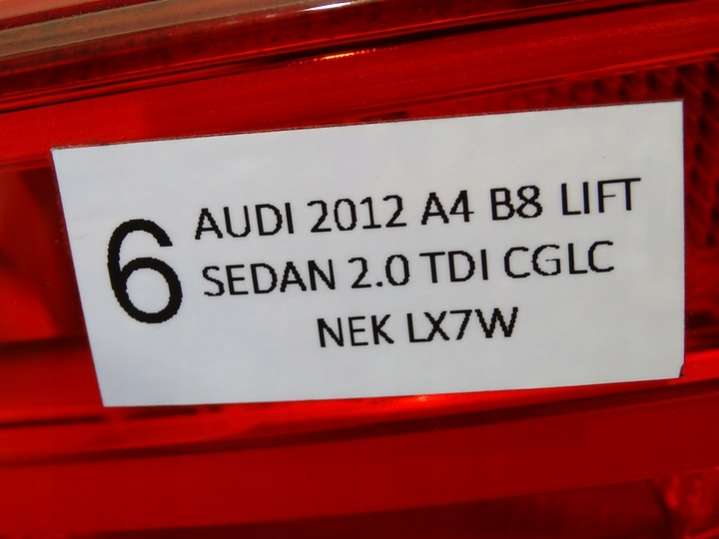 6
AUDI 2012 A4 B8 LIFT
SEDAN 2.0 TDI CGLC
NEK LX7W